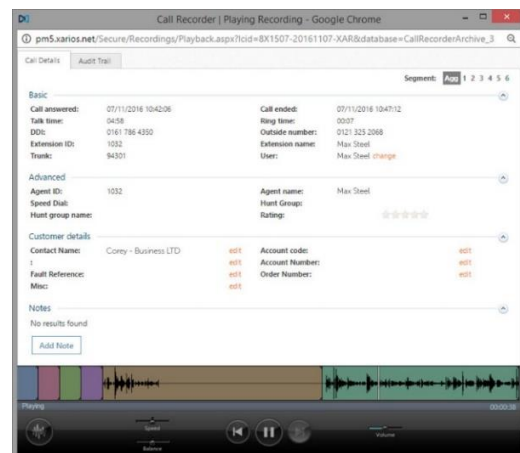 Call Recorder | Playing Recording - Google Chrome
pm5.xarios.net/Secure/Recordings/Playback.aspx?lcid=8X1507-20161107-XAR&database=CallRecorderArchive_3
Call Details Audit Trail
Segment: Agg 1 2 3 4 5 6
Basic
Call answered: 07/11/2016 10:42:06 Call ended: 07/11/2016 10:47:12
Talk time: 04:58 Ring time: 00:07
DDI: 0161 786 4350 Outside number: 0121 325 2068
Extension ID: 1032 Extension name: Max Steel
Trunk: 94301 User: Max Steel change
Advanced
Agent ID: 1032 Agent name: Max Steel
Speed Dial: Hunt Group:
Hunt group name: Rating:
Customer details
Contact Name: Corey - Business LTD edit Account code: edit
: edit Account Number: edit
Fault Reference: edit Order Number: edit
Misc: edit
Notes
No results found
Add Note
Playing 00:00:38
Speed
Balance
Volume